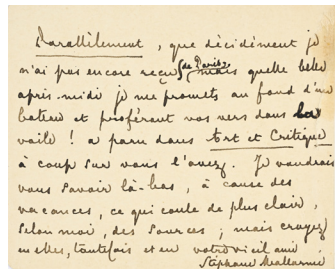 Parallèlement, que décidément je
n'ai pas encore reçu (de Paris) mais quelle belle
après-midi je me promets au fond d'un
bateau et proférant vos vers dans la
voile ! a paru dans Art et Critique
à coup sur vous l'avez. Je voudrais
vous savoir là-bas, à cause des
vacances, ce qui coule de plus clair,
selon moi, des sources ; mais croyez
en elles, toutefois et en votre vieil ami
Stéphane Mallarmé